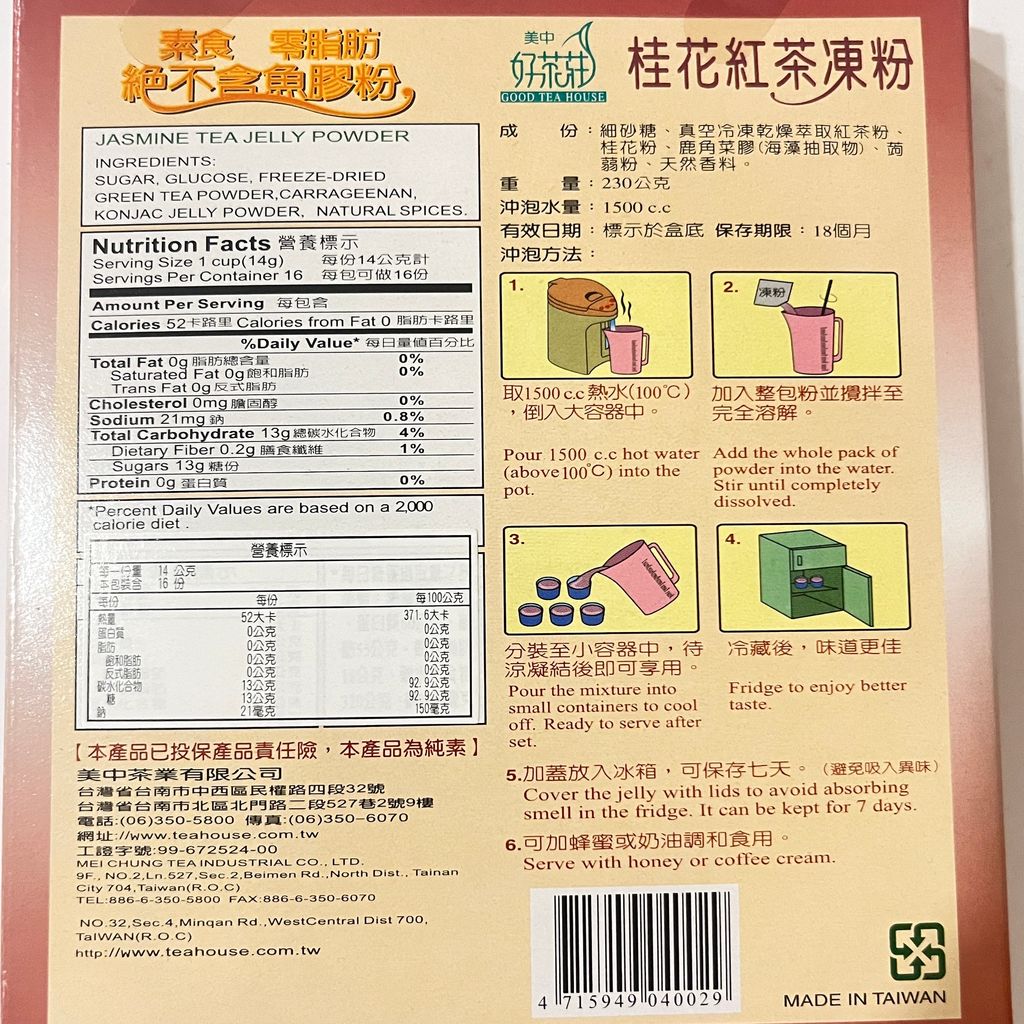 素食 零脂肪
絕不含魚膠粉
美中
好茶莊
GOOD TEA HOUSE
桂花紅茶凍粉
JASMINE TEA JELLY POWDER
INGREDIENTS:
SUGAR, GLUCOSE, FREEZE-DRIED
GREEN TEA POWDER,CARRAGEENAN,
KONJAC JELLY POWDER, NATURAL SPICES.
Nutrition Facts 營養標示
Serving Size 1 cup(14g) 每份14公克計
Servings Per Container 16 每包可做16份
Amount Per Serving 每包含
Calories 52卡路里 Calories from Fat 0 脂肪卡路里
%Daily Value* 每日量値百分比
Total Fat 0g 脂肪總含量 0%
Saturated Fat 0g 飽和脂肪 0%
Trans Fat 0g 反式脂肪
Cholesterol 0mg 膽固醇 0%
Sodium 21mg 鈉 0.8%
Total Carbohydrate 13g 總碳水化合物 4%
Dietary Fiber 0.2g 膳食纖維 1%
Sugars 13g 糖份
Protein 0g 蛋白質 0%
*Percent Daily Values are based on a 2,000
calorie diet .
營養標示
每一份量 14 公克
本包裝含 16 份
每份 每份 每100公克
熱量 52大卡 371.6大卡
蛋白質 0公克 0公克
脂肪 0公克 0公克
飽和脂肪 0公克 0公克
反式脂肪 0公克 0公克
碳水化合物 13公克 92.9公克
糖 13公克 92.9公克
鈉 21毫克 150毫克
【本產品已投保產品責任險，本產品為純素】
美中茶業有限公司
台灣省台南市中西區民權路四段32號
台灣省台南市北區北門路二段527巷2號9樓
電話:(06)350-5800 傳真:(06)350-6070
網址://www.teahouse.com.tw
工證字號:99-672524-00
MEI CHUNG TEA INDUSTRIAL CO., LTD.
9F., NO.2,Ln.527,Sec.2,Beimen Rd.,North Dist., Tainan
City 704,Taiwan(R.O.C)
TEL:886-6-350-5800 FAX:886-6-350-6070
NO.32,Sec.4,Minqan Rd.,WestCentral Dist 700,
TaIWAN(R.O.C)
http://www.teahouse.com.tw
成 份：細砂糖、真空冷凍乾燥萃取紅茶粉、
桂花粉、鹿角菜膠(海藻抽取物)、蒟
蒻粉、天然香料。
重 量：230公克
沖泡水量：1500 c.c
有效日期：標示於盒底 保存期限：18個月
沖泡方法：
1.
取1500 c.c 熱水(100℃)
，倒入大容器中。
Pour 1500 c.c hot water
(above100℃) into the
pot.
2.
凍粉
加入整包粉並攪拌至
完全溶解。
Add the whole pack of
powder into the water.
Stir until completely
dissolved.
3.
分裝至小容器中，待
涼凝結後即可享用。
Pour the mixture into
small containers to cool
off. Ready to serve after
set.
4.
冷藏後，味道更佳
Fridge to enjoy better
taste.
5.加蓋放入冰箱，可保存七天。（避免吸入異味）
Cover the jelly with lids to avoid absorbing
smell in the fridge. It can be kept for 7 days.
6.可加蜂蜜或奶油調和食用。
Serve with honey or coffee cream.
4 715949 040029
MADE IN TAIWAN